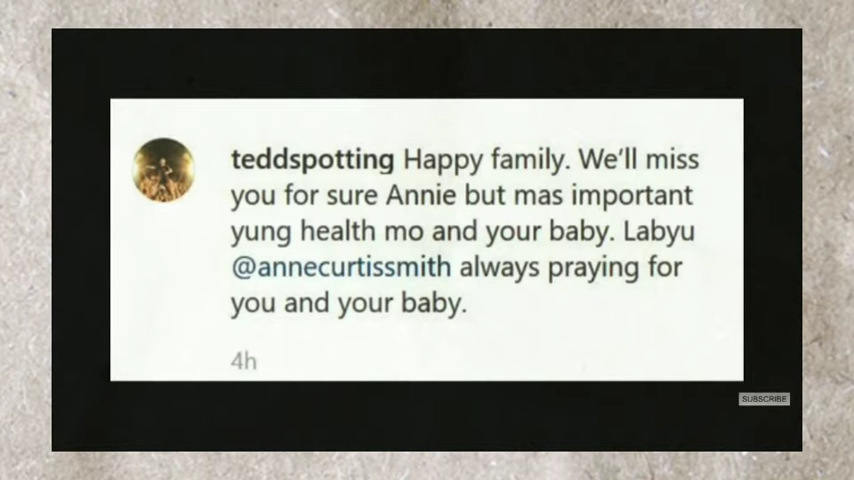 teddspotting Happy family. We'll miss
you for sure Annie but mas important
yung health mo and your baby. Labyu
@annecurtissmith always praying for
you and your baby.
4h
SUBSCRIBE